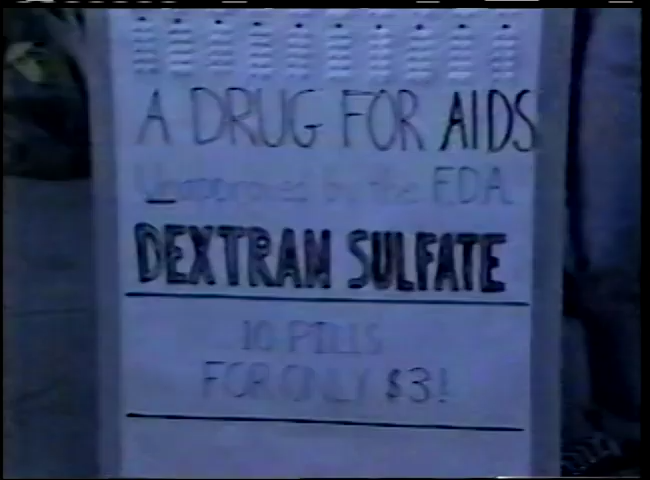 A DRUG FOR AIDS
Unapproved by the FDA
DEXTRAN SULFATE
10 PILLS
FOR ONLY $3!